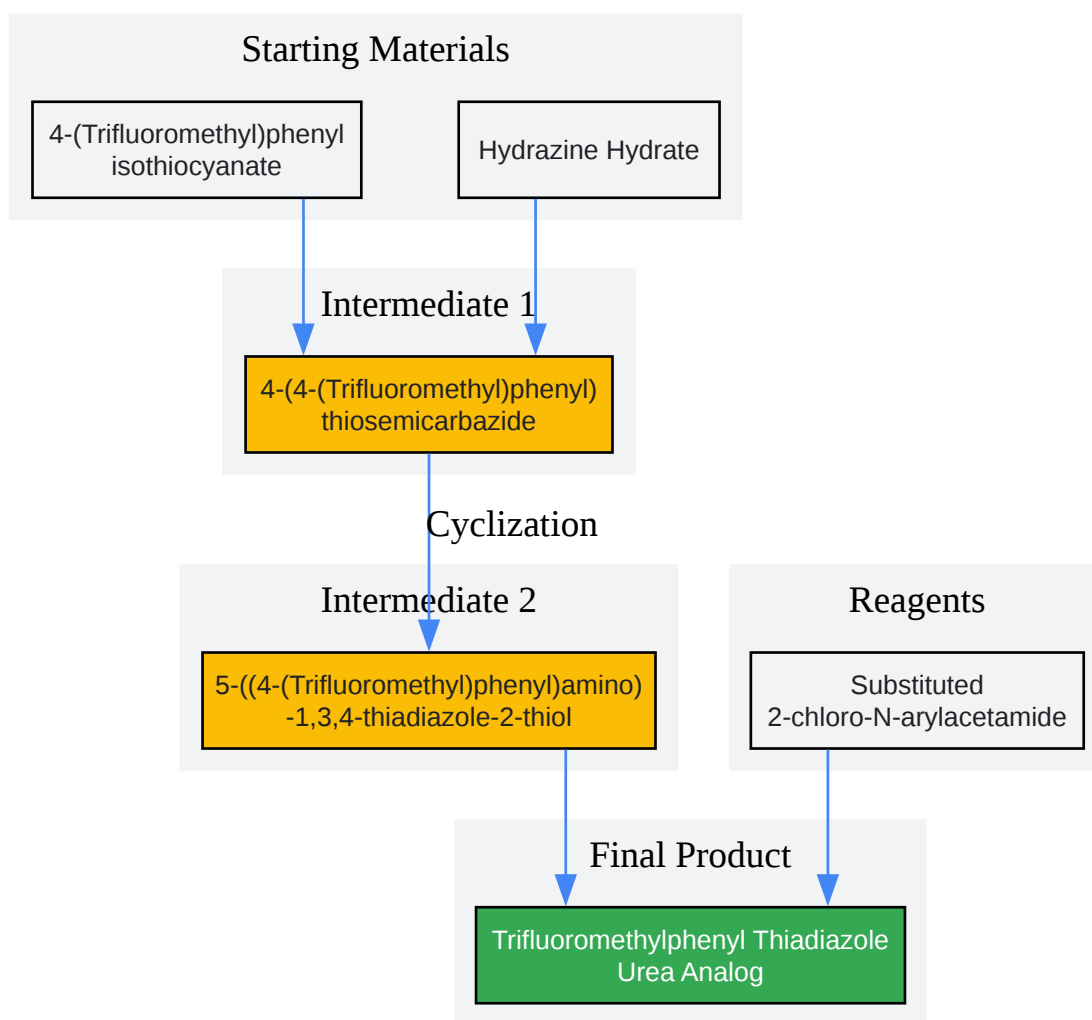 Starting Materials
4-(Trifluoromethyl)phenyl
isothiocyanate
Hydrazine Hydrate
Intermediate 1
4-(4-(Trifluoromethyl)phenyl)
thiosemicarbazide
Cyclization
Intermediate 2
5-((4-(Trifluoromethyl)phenyl)amino)
-1,3,4-thiadiazole-2-thiol
Reagents
Substituted
2-chloro-N-arylacetamide
Final Product
Trifluoromethylphenyl Thiadiazole
Urea Analog